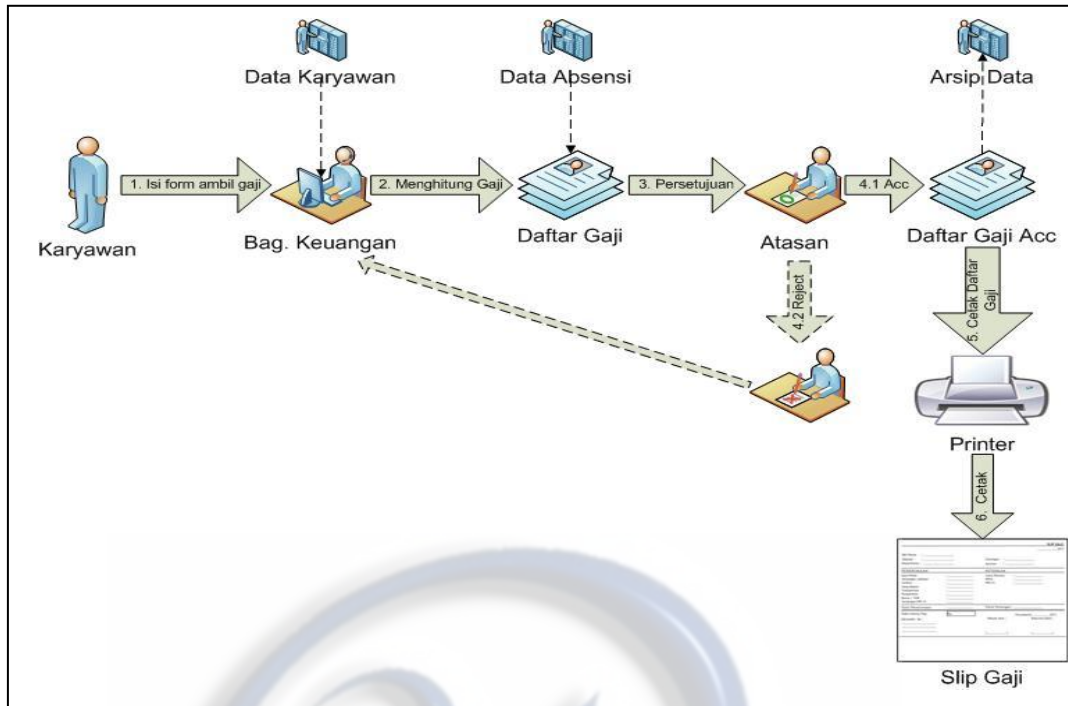 Data Karyawan
Data Absensi
Arsip Data
1. Isi form ambil gaji
2. Menghitung Gaji
3. Persetujuan
4.1 Acc
Karyawan
Bag. Keuangan
Daftar Gaji
Atasan
Daftar Gaji Acc
4.2 Reject
5. Cetak Daftar
Gaji
Printer
6. Cetak
Slip Gaji